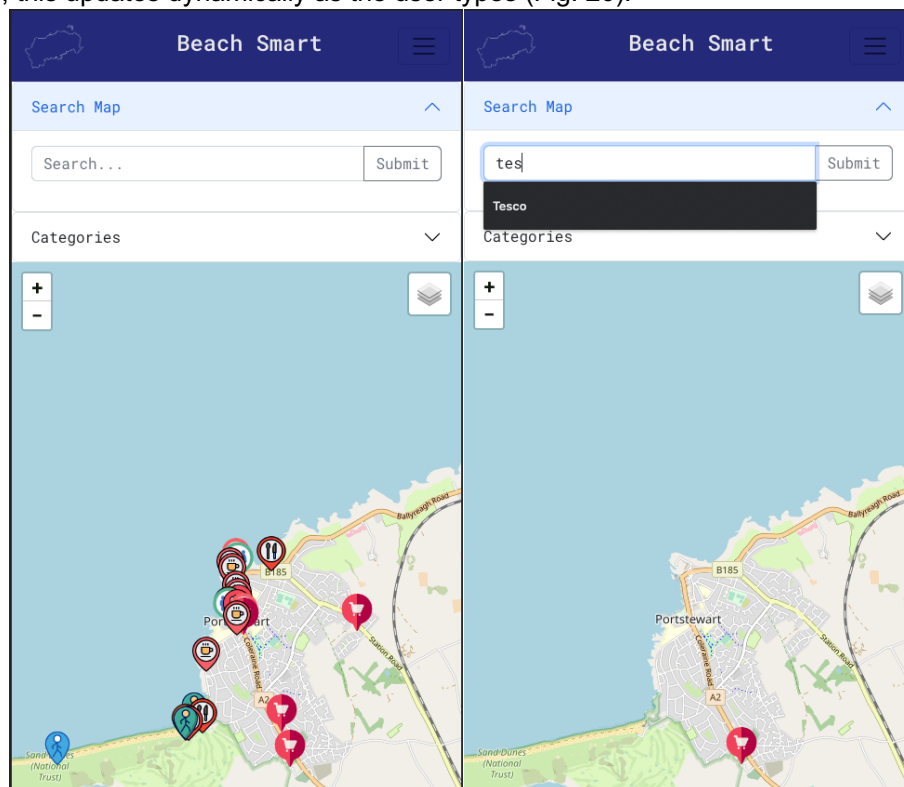 , this updates dynamically as the user types (Fig. 20).
Beach Smart
Search Map
Search...
Submit
Categories
+
-
Ballyreagh Road
B185
Station Road
Coleraine Road
A2
Sand Dunes
(National
Trust)
Beach Smart
Search Map
tes
Submit
Tesco
Categories
+
-
Ballyreagh Road
B185
Portstewart
Station Road
Coleraine Road
A2
Sand Dunes
(National
Trust)